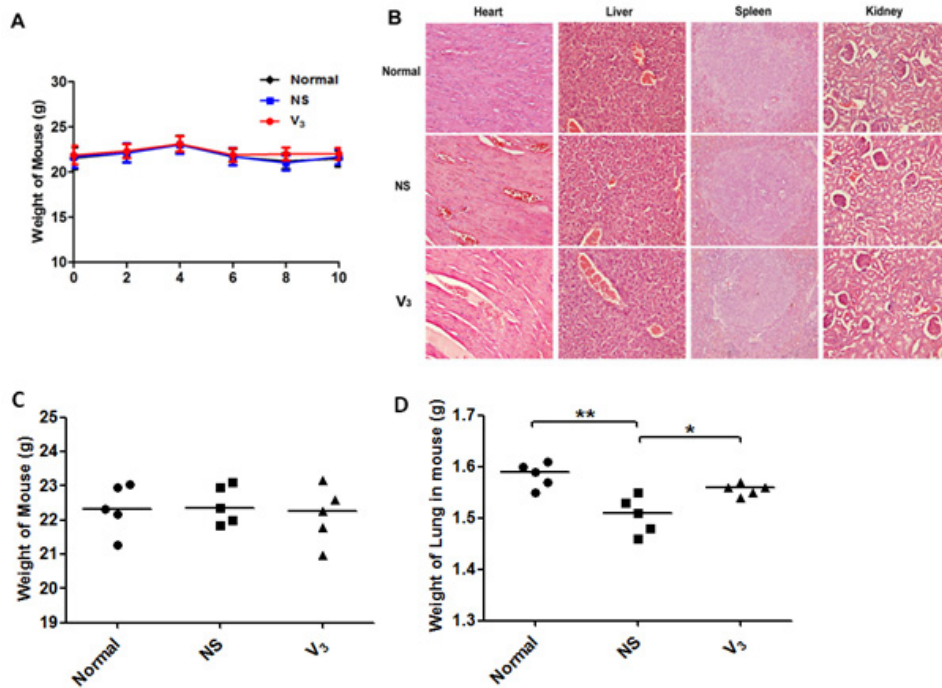 A
Weight of Mouse (g)
30
25
20
15
10
0 2 4 6 8 10
Normal
NS
V3
B
Heart Liver Spleen Kidney
Normal
NS
V3
C
Weight of Mouse (g)
25
24
23
22
21
20
19
Normal NS V3
D
Weight of Lung in mouse (g)
1.7
1.6
1.5
1.4
1.3
** *
Normal NS V3